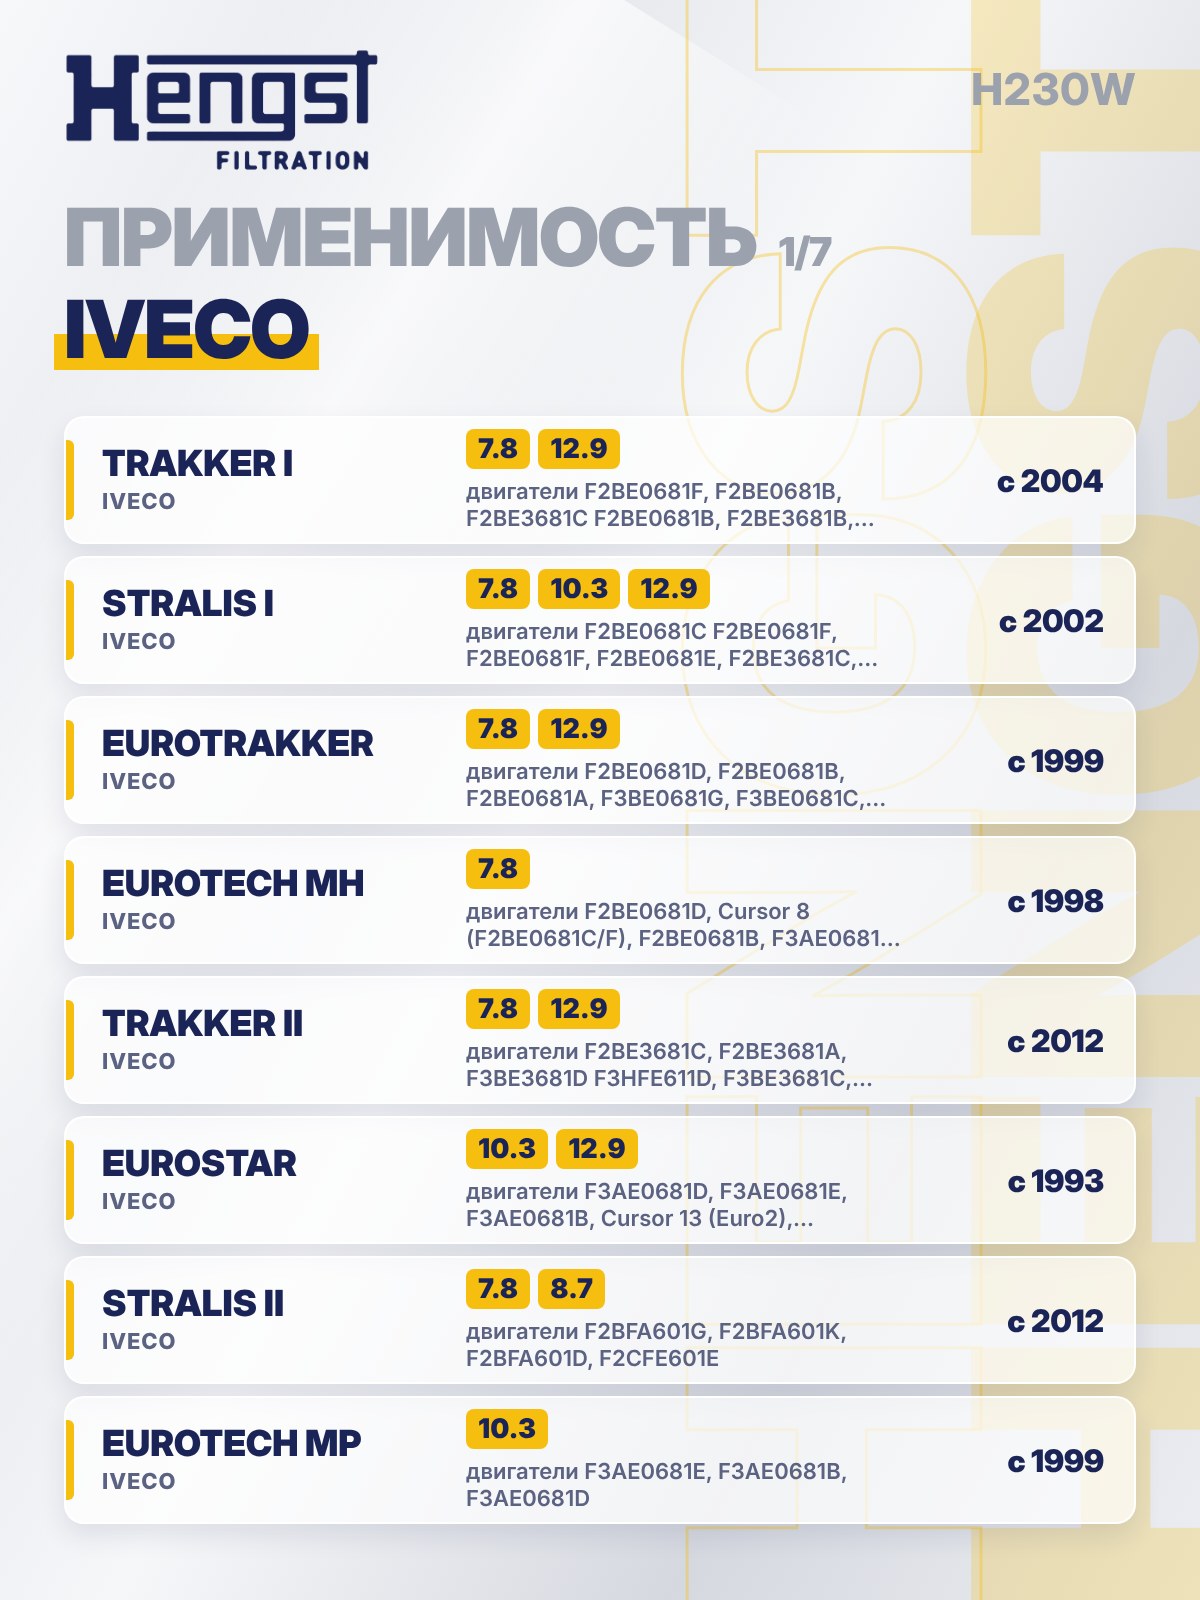 Hengst
FILTRATION
H230W
ПРИМЕНИМОСТЬ 1/7
IVECO
TRAKKER I
IVECO
7.8 12.9
двигатели F2BE0681F, F2BE0681B,
F2BE3681C F2BE0681B, F2BE3681B,...
с 2004
STRALIS I
IVECO
7.8 10.3 12.9
двигатели F2BE0681C F2BE0681F,
F2BE0681F, F2BE0681E, F2BE3681C,...
с 2002
EUROTRAKKER
IVECO
7.8 12.9
двигатели F2BE0681D, F2BE0681B,
F2BE0681A, F3BE0681G, F3BE0681C,...
с 1999
EUROTECH MH
IVECO
7.8
двигатели F2BE0681D, Cursor 8
(F2BE0681C/F), F2BE0681B, F3AE0681...
с 1998
TRAKKER II
IVECO
7.8 12.9
двигатели F2BE3681C, F2BE3681A,
F3BE3681D F3HFE611D, F3BE3681C,...
с 2012
EUROSTAR
IVECO
10.3 12.9
двигатели F3AE0681D, F3AE0681E,
F3AE0681B, Cursor 13 (Euro2),...
с 1993
STRALIS II
IVECO
7.8 8.7
двигатели F2BFA601G, F2BFA601K,
F2BFA601D, F2CFE601E
с 2012
EUROTECH MP
IVECO
10.3
двигатели F3AE0681E, F3AE0681B,
F3AE0681D
с 1999
HENGST
HENGST